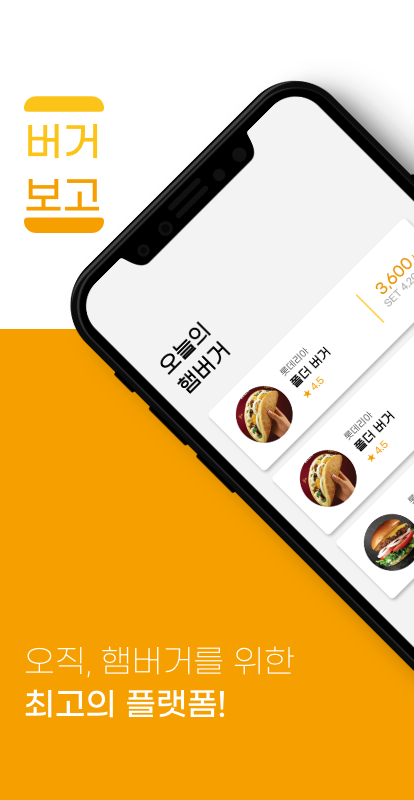 버거
보고
오늘의
햄버거
3,600
SET 4,20
롯데리아
폴더 버거
★ 4.5
롯데리아
폴더 버거
★ 4.5
오직, 햄버거를 위한
최고의 플랫폼!